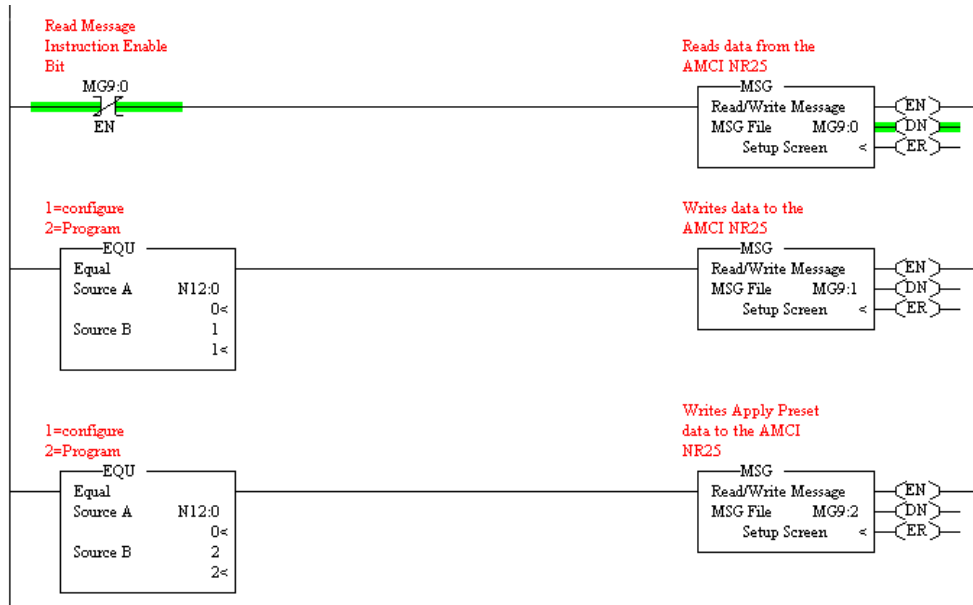 Read Message
Instruction Enable
Bit
MG9:0
EN
Reads data from the
AMCI NR25
MSG
Read/Write Message
MSG File MG9:0
Setup Screen <
EN
DN
ER
1=configure
2=Program
EQU
Equal
Source A N12:0
0<
Source B 1
1<
Writes data to the
AMCI NR25
MSG
Read/Write Message
MSG File MG9:1
Setup Screen <
EN
DN
ER
1=configure
2=Program
EQU
Equal
Source A N12:0
0<
Source B 2
2<
Writes Apply Preset
data to the AMCI
NR25
MSG
Read/Write Message
MSG File MG9:2
Setup Screen <
EN
DN
ER